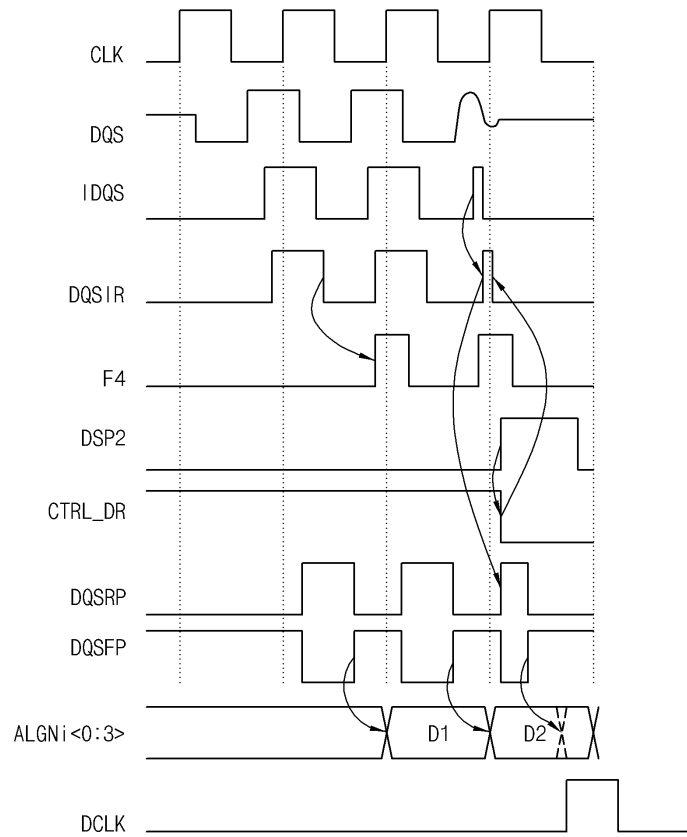 CLK
DQS
IDQS
DQSIR
F4
DSP2
CTRL_DR
DQSRP
DQSFP
ALGNi<0:3> D1 D2
DCLK